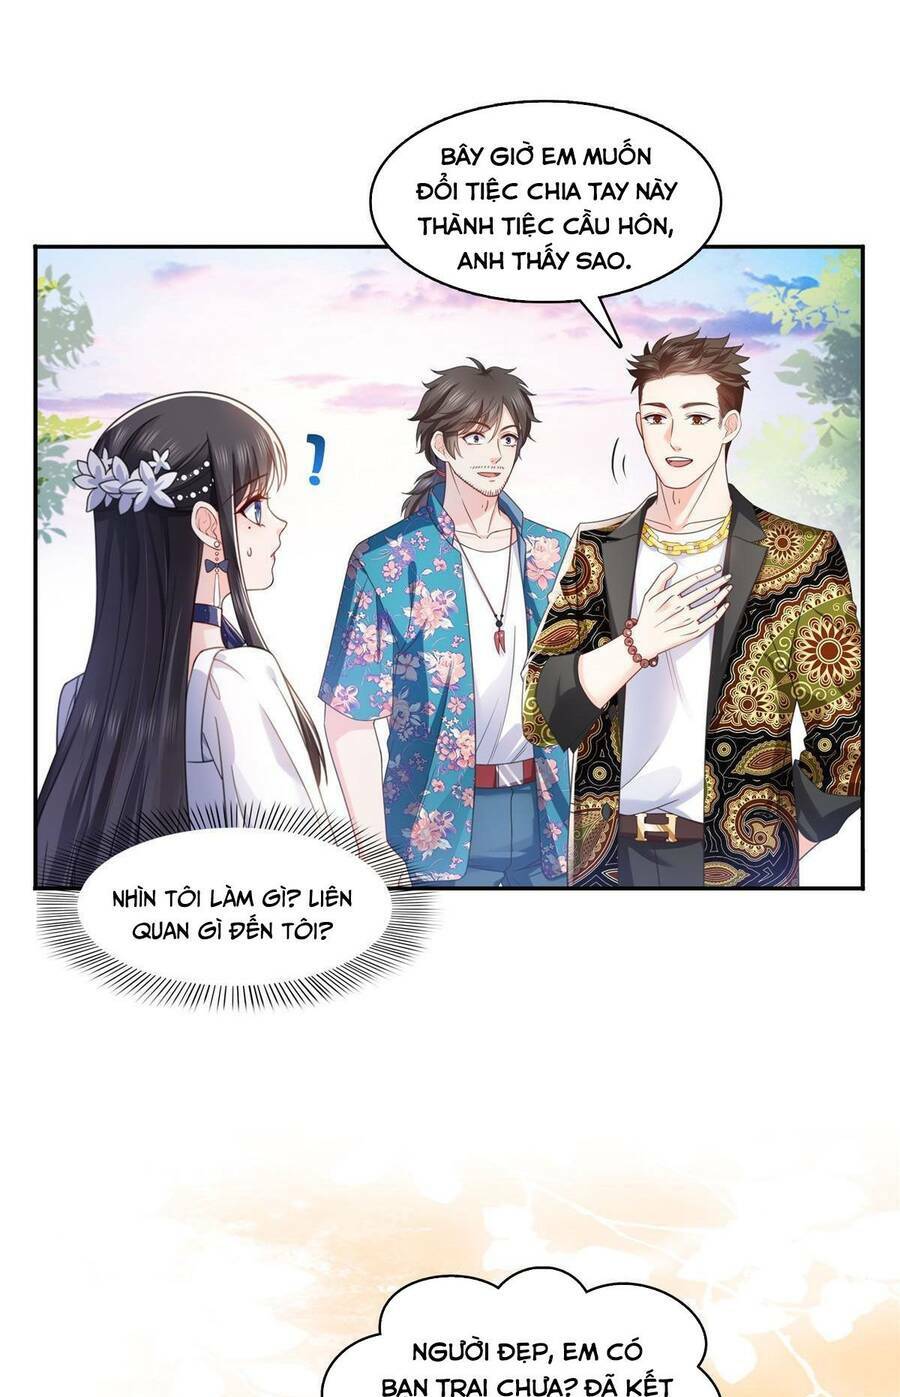 BÂY GIỜ EM MUỐN
ĐỔI TIỆC CHIA TAY NÀY
THÀNH TIỆC CẦU HÔN,
ANH THẤY SAO.
?
NHÌN TÔI LÀM GÌ? LIÊN
QUAN GÌ ĐẾN TÔI?
NGƯỜI ĐẸP, EM CÓ
BẠN TRAI CHƯA? ĐÃ KẾT